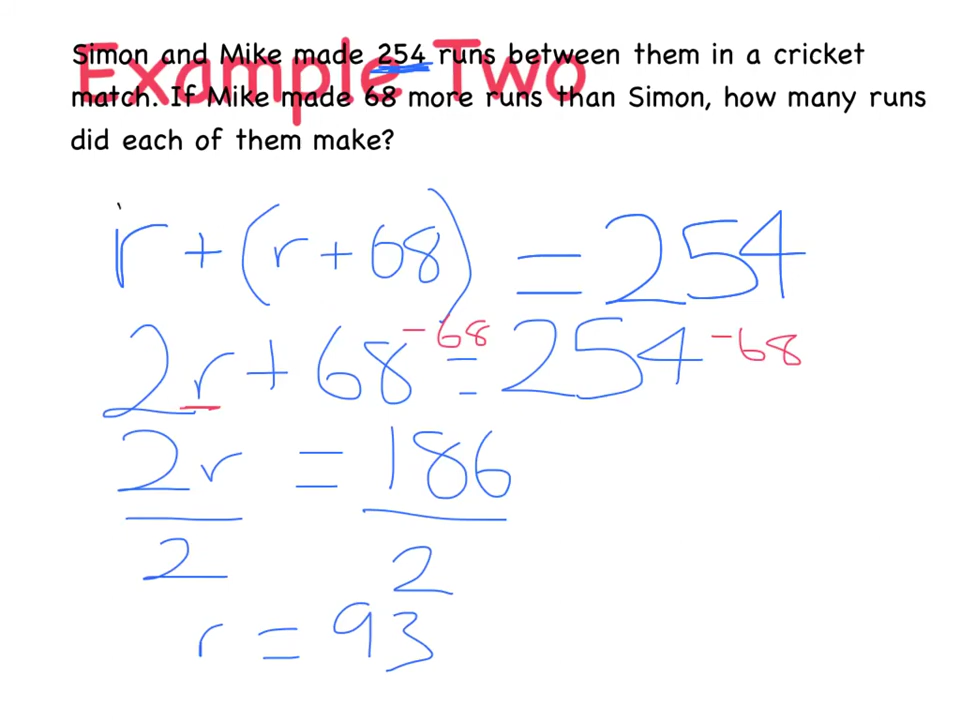 Example Two
Simon and Mike made 254 runs between them in a cricket
match. If Mike made 68 more runs than Simon, how many runs
did each of them make?
r + (r + 68) = 254
2r + 68 -68 = 254 -68
2r = 186
2 2
r = 93